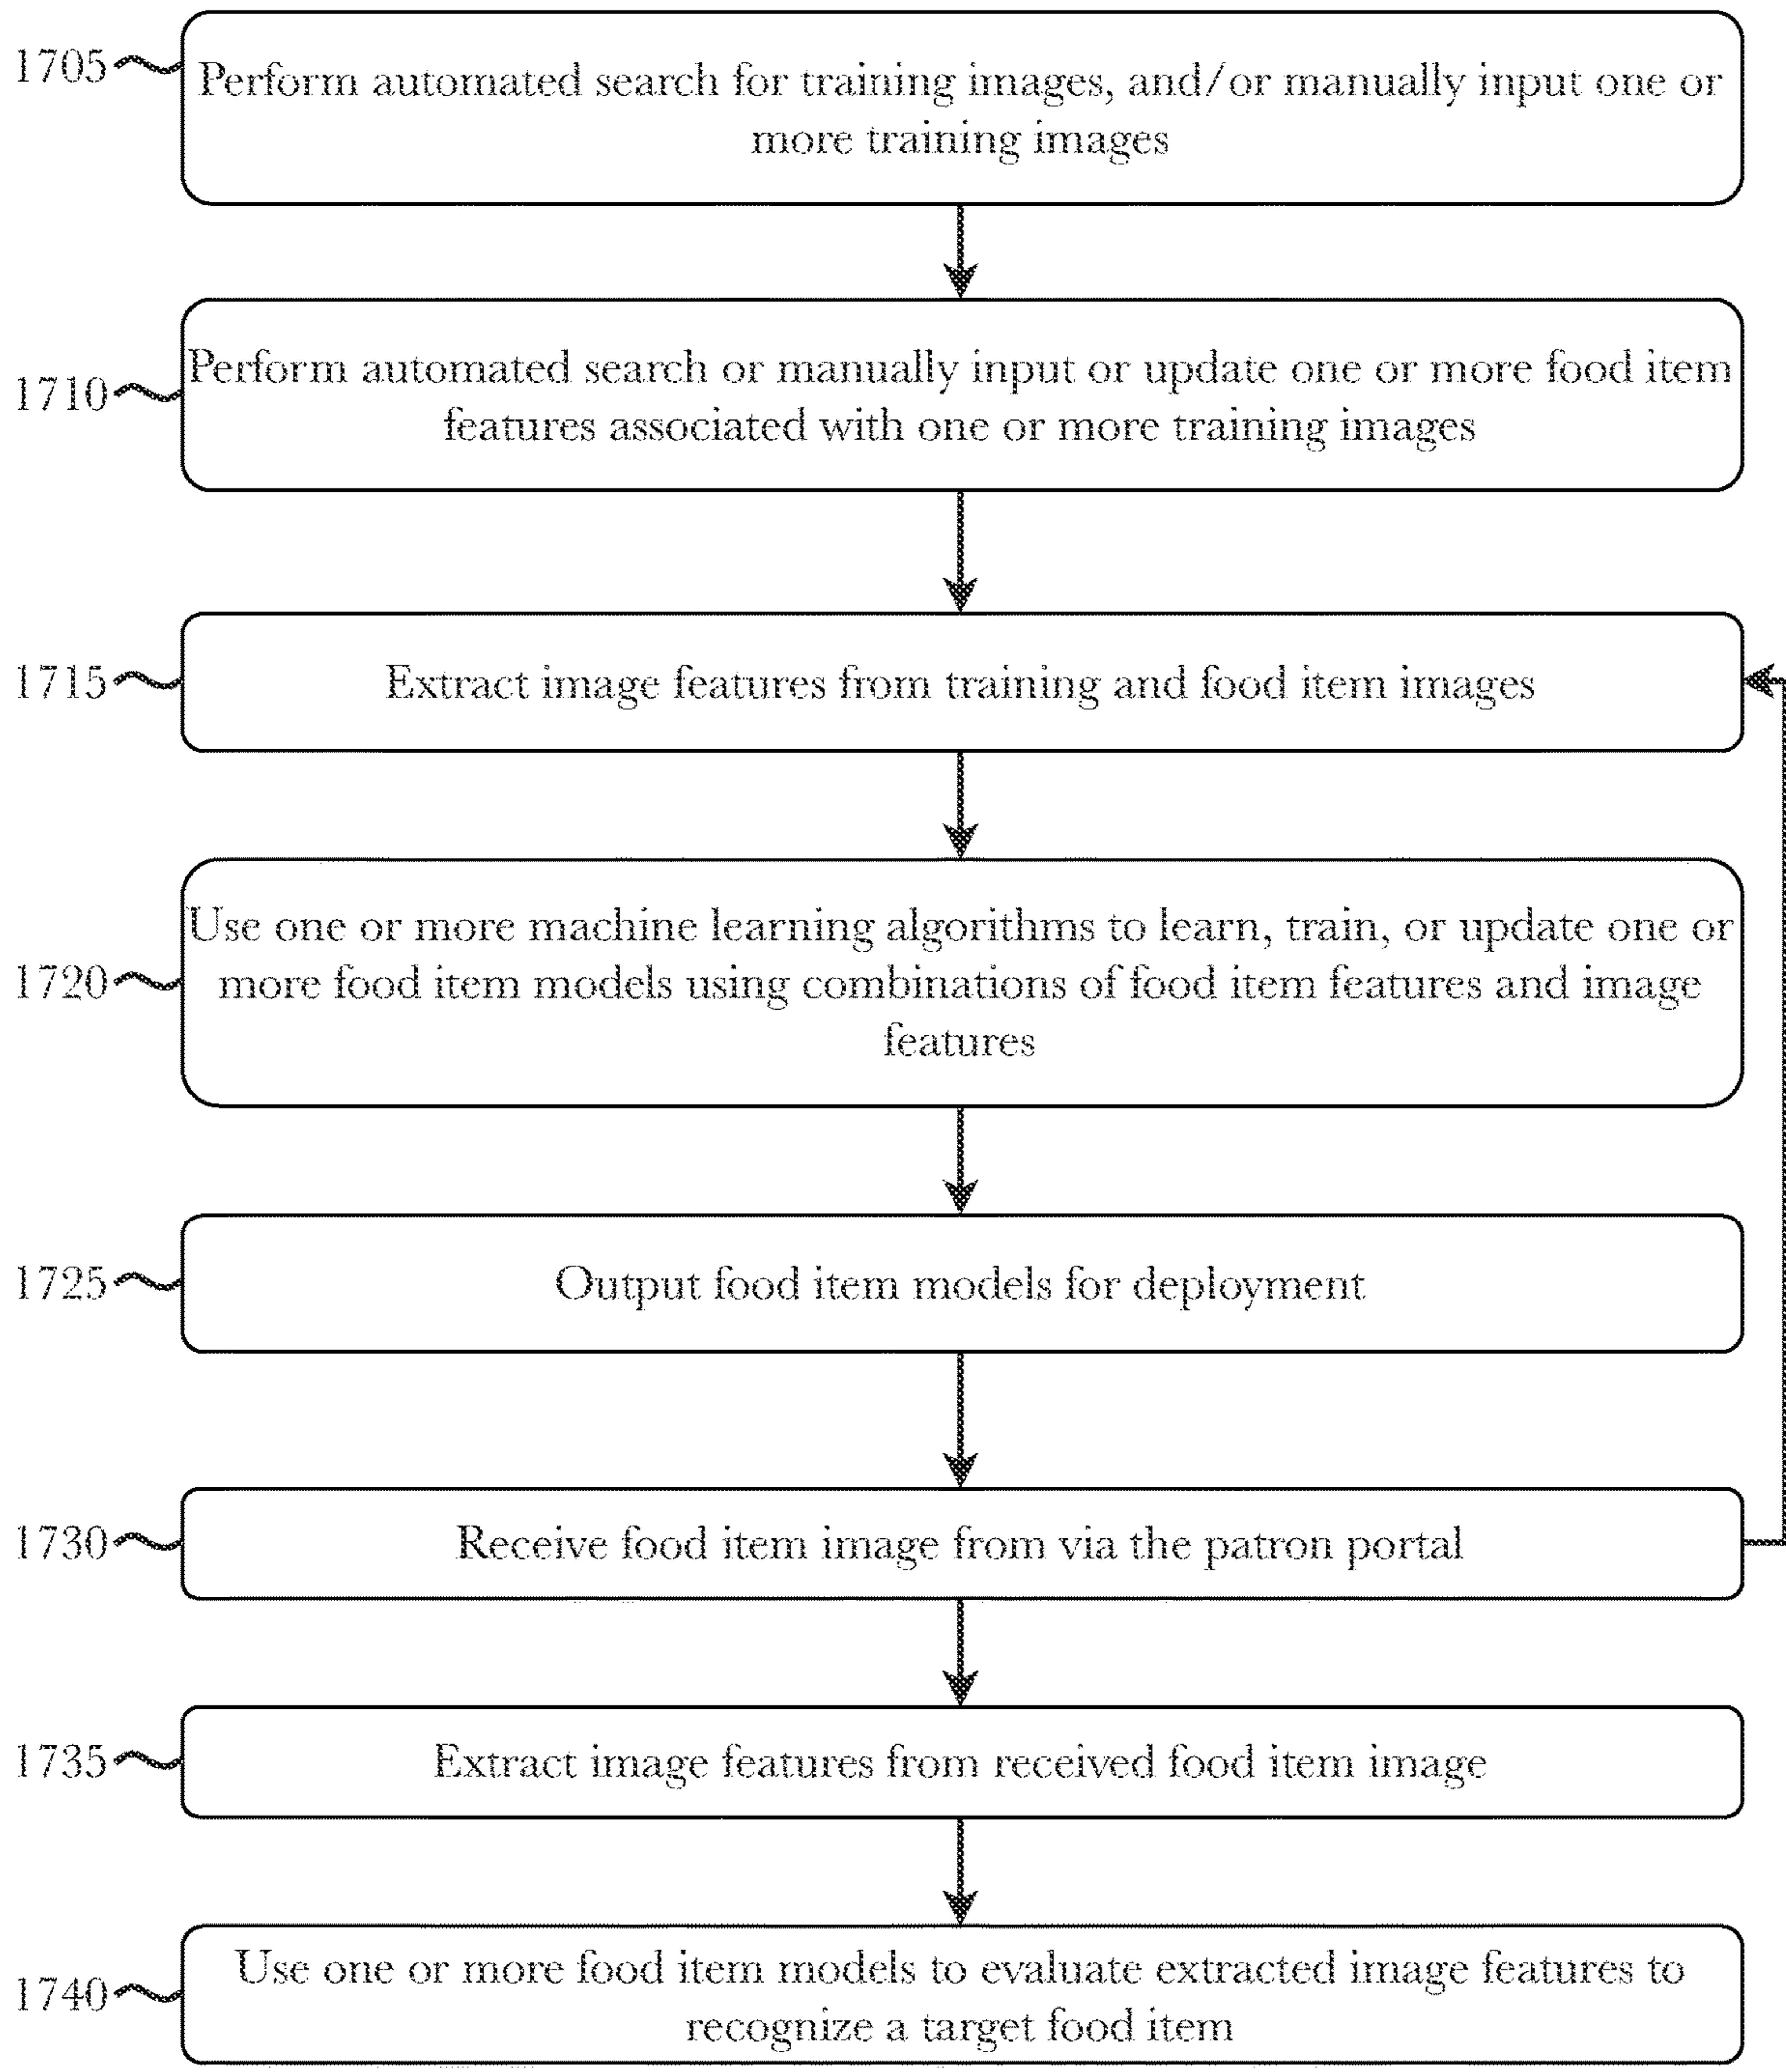 1705
Perform automated search for training images, and/or manually input one or
more training images
1710
Perform automated search or manually input or update one or more food item
features associated with one or more training images
1715
Extract image features from training and food item images
1720
Use one or more machine learning algorithms to learn, train, or update one or
more food item models using combinations of food item features and image
features
1725
Output food item models for deployment
1730
Receive food item image from via the patron portal
1735
Extract image features from received food item image
1740
Use one or more food item models to evaluate extracted image features to
recognize a target food item